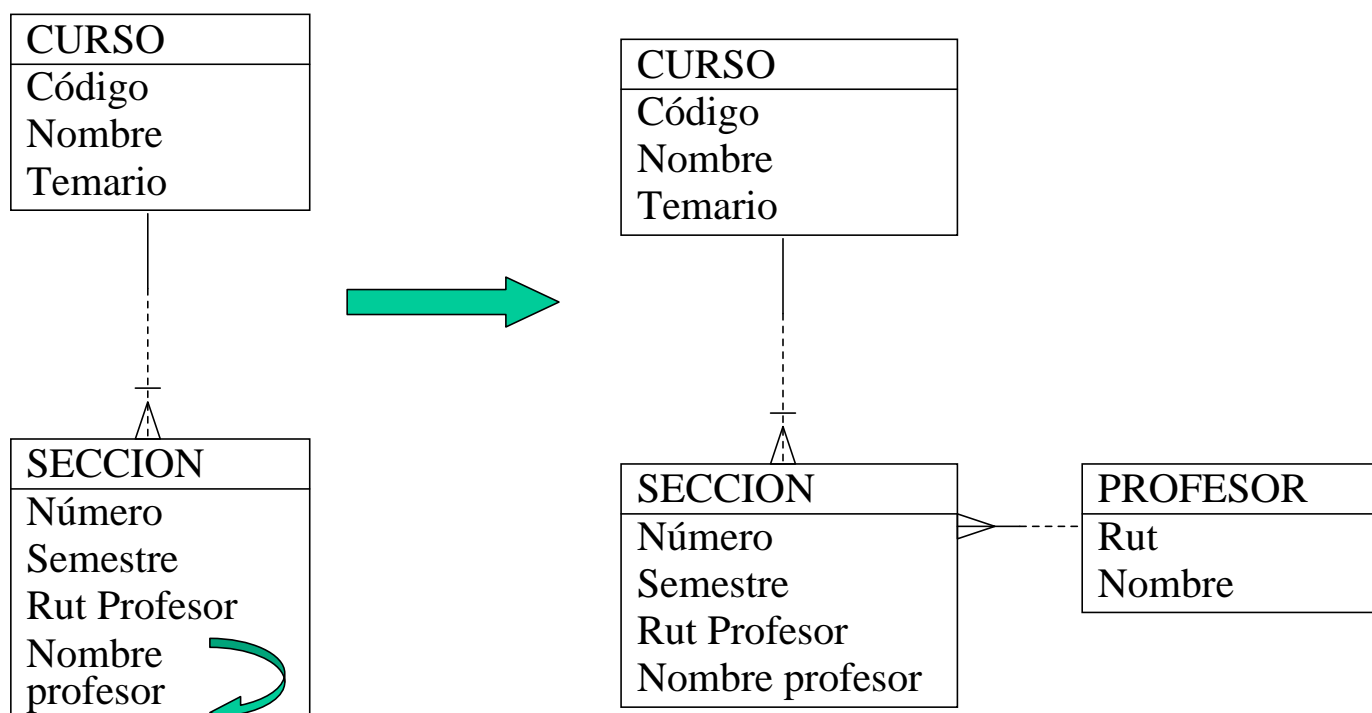 CURSO
Código
Nombre
Temario
SECCION
Número
Semestre
Rut Profesor
Nombre
profesor
CURSO
Código
Nombre
Temario
SECCION
Número
Semestre
Rut Profesor
Nombre profesor
PROFESOR
Rut
Nombre